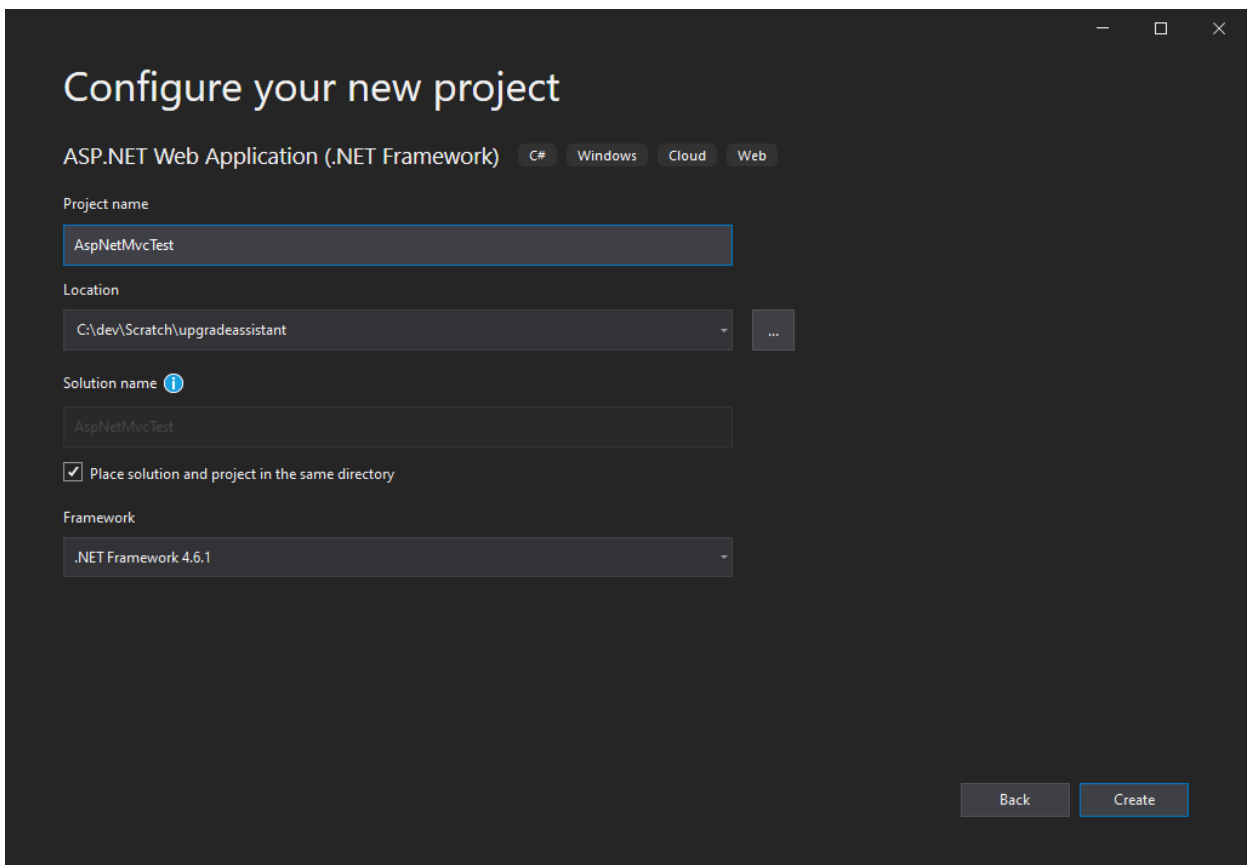 Configure your new project
ASP.NET Web Application (.NET Framework) C# Windows Cloud Web
Project name
AspNetMvcTest
Location
C:\dev\Scratch\upgradeassistant
...
Solution name
AspNetMvcTest
Place solution and project in the same directory
Framework
.NET Framework 4.6.1
Back Create